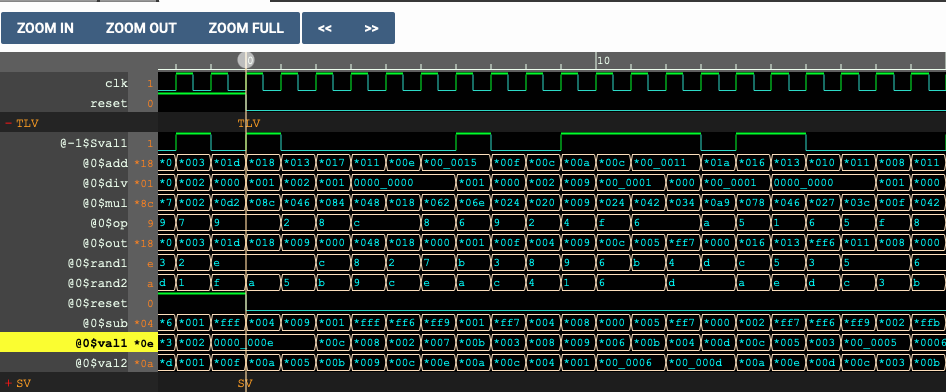 ZOOM IN ZOOM OUT ZOOM FULL << >>
0 10
clk 1
reset 0
- TLV TLV
@-1$Svall 1
@0$add *18 *0 *003 *01d *018 *013 *017 *011 *00e *00_0015 *00f *00c *00a *00c *00_0011 *01a *016 *013 *010 *011 *008 *011
@0$div *01 *0 *002 *000 *001 *002 *001 0000_0000 *001 *000 *002 *009 *00_0001 *000 *00_0001 0000_0000 *001 *000
@0$mul *8c *7 *002 *0d2 *08c *046 *084 *048 *018 *062 *06e *024 *020 *009 *024 *042 *034 *0a9 *078 *046 *027 *03c *00f *042
@0$op 9 9 7 9 2 8 c 8 6 9 2 4 f 6 a 5 1 6 5 f 8
@0$out *18 *0 *003 *01d *018 *009 *000 *048 *018 *000 *001 *00f *004 *009 *00c *005 *ff7 *000 *016 *013 *ff6 *011 *008 *000
@0$rand1 e 3 2 e c 8 2 7 b 3 8 9 6 b 4 d c 5 3 5 6
@0$rand2 a d 1 f a 5 b 9 c e a c 4 1 6 d a e d c 3 b
@0$reset 0
@0$sub *04 *6 *001 *fff *004 *009 *001 *fff *ff6 *ff9 *001 *ff7 *004 *008 *000 *005 *ff7 *000 *002 *ff7 *ff6 *ff9 *002 *ffb
@0$val1 *0e *3 *002 0000_000e *00c *008 *002 *007 *00b *003 *008 *009 *006 *00b *004 *00d *00c *005 *003 *00_0005 *0006
@0$val2 *0a *d *001 *00f *00a *005 *00b *009 *00c *00e *00a *00c *004 *001 *00_0006 *00_000d *00a *00e *00d *00c *003 *00b
+ SV SV